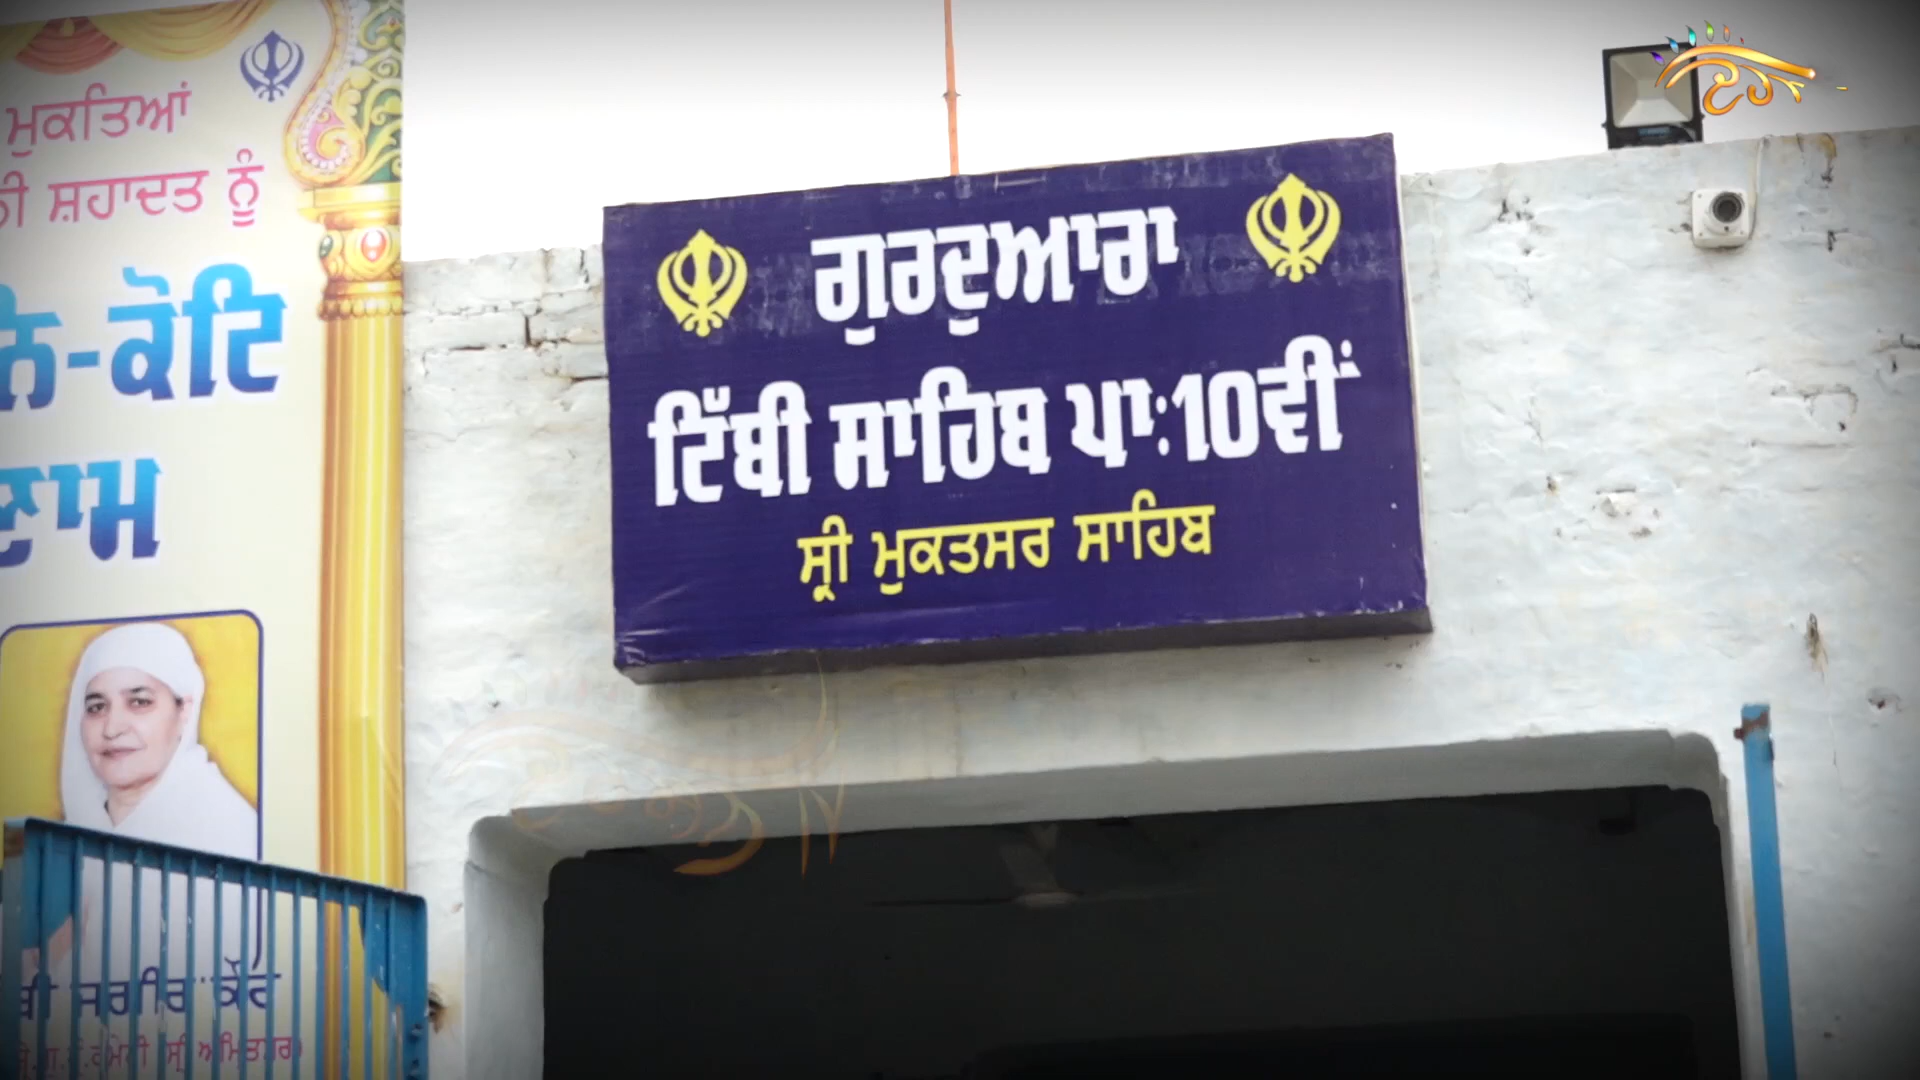 ਮੁਕਤਿਆਂ
ਸ਼ਹਾਦਤ ਨੂੰ
ਕੋਟਿ
ਗੁਰਦੁਆਰਾ
ਟਿੱਬੀ ਸਾਹਿਬ ਪਾ:10ਵੀਂ
ਸ੍ਰੀ ਮੁਕਤਸਰ ਸਾਹਿਬ
ਕੌਰ